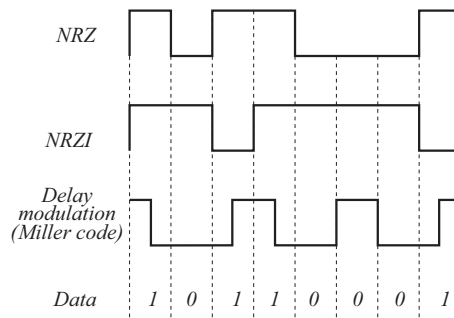 NRZ
NRZI
Delay
modulation
(Miller code)
Data 1 0 1 1 0 0 0 1